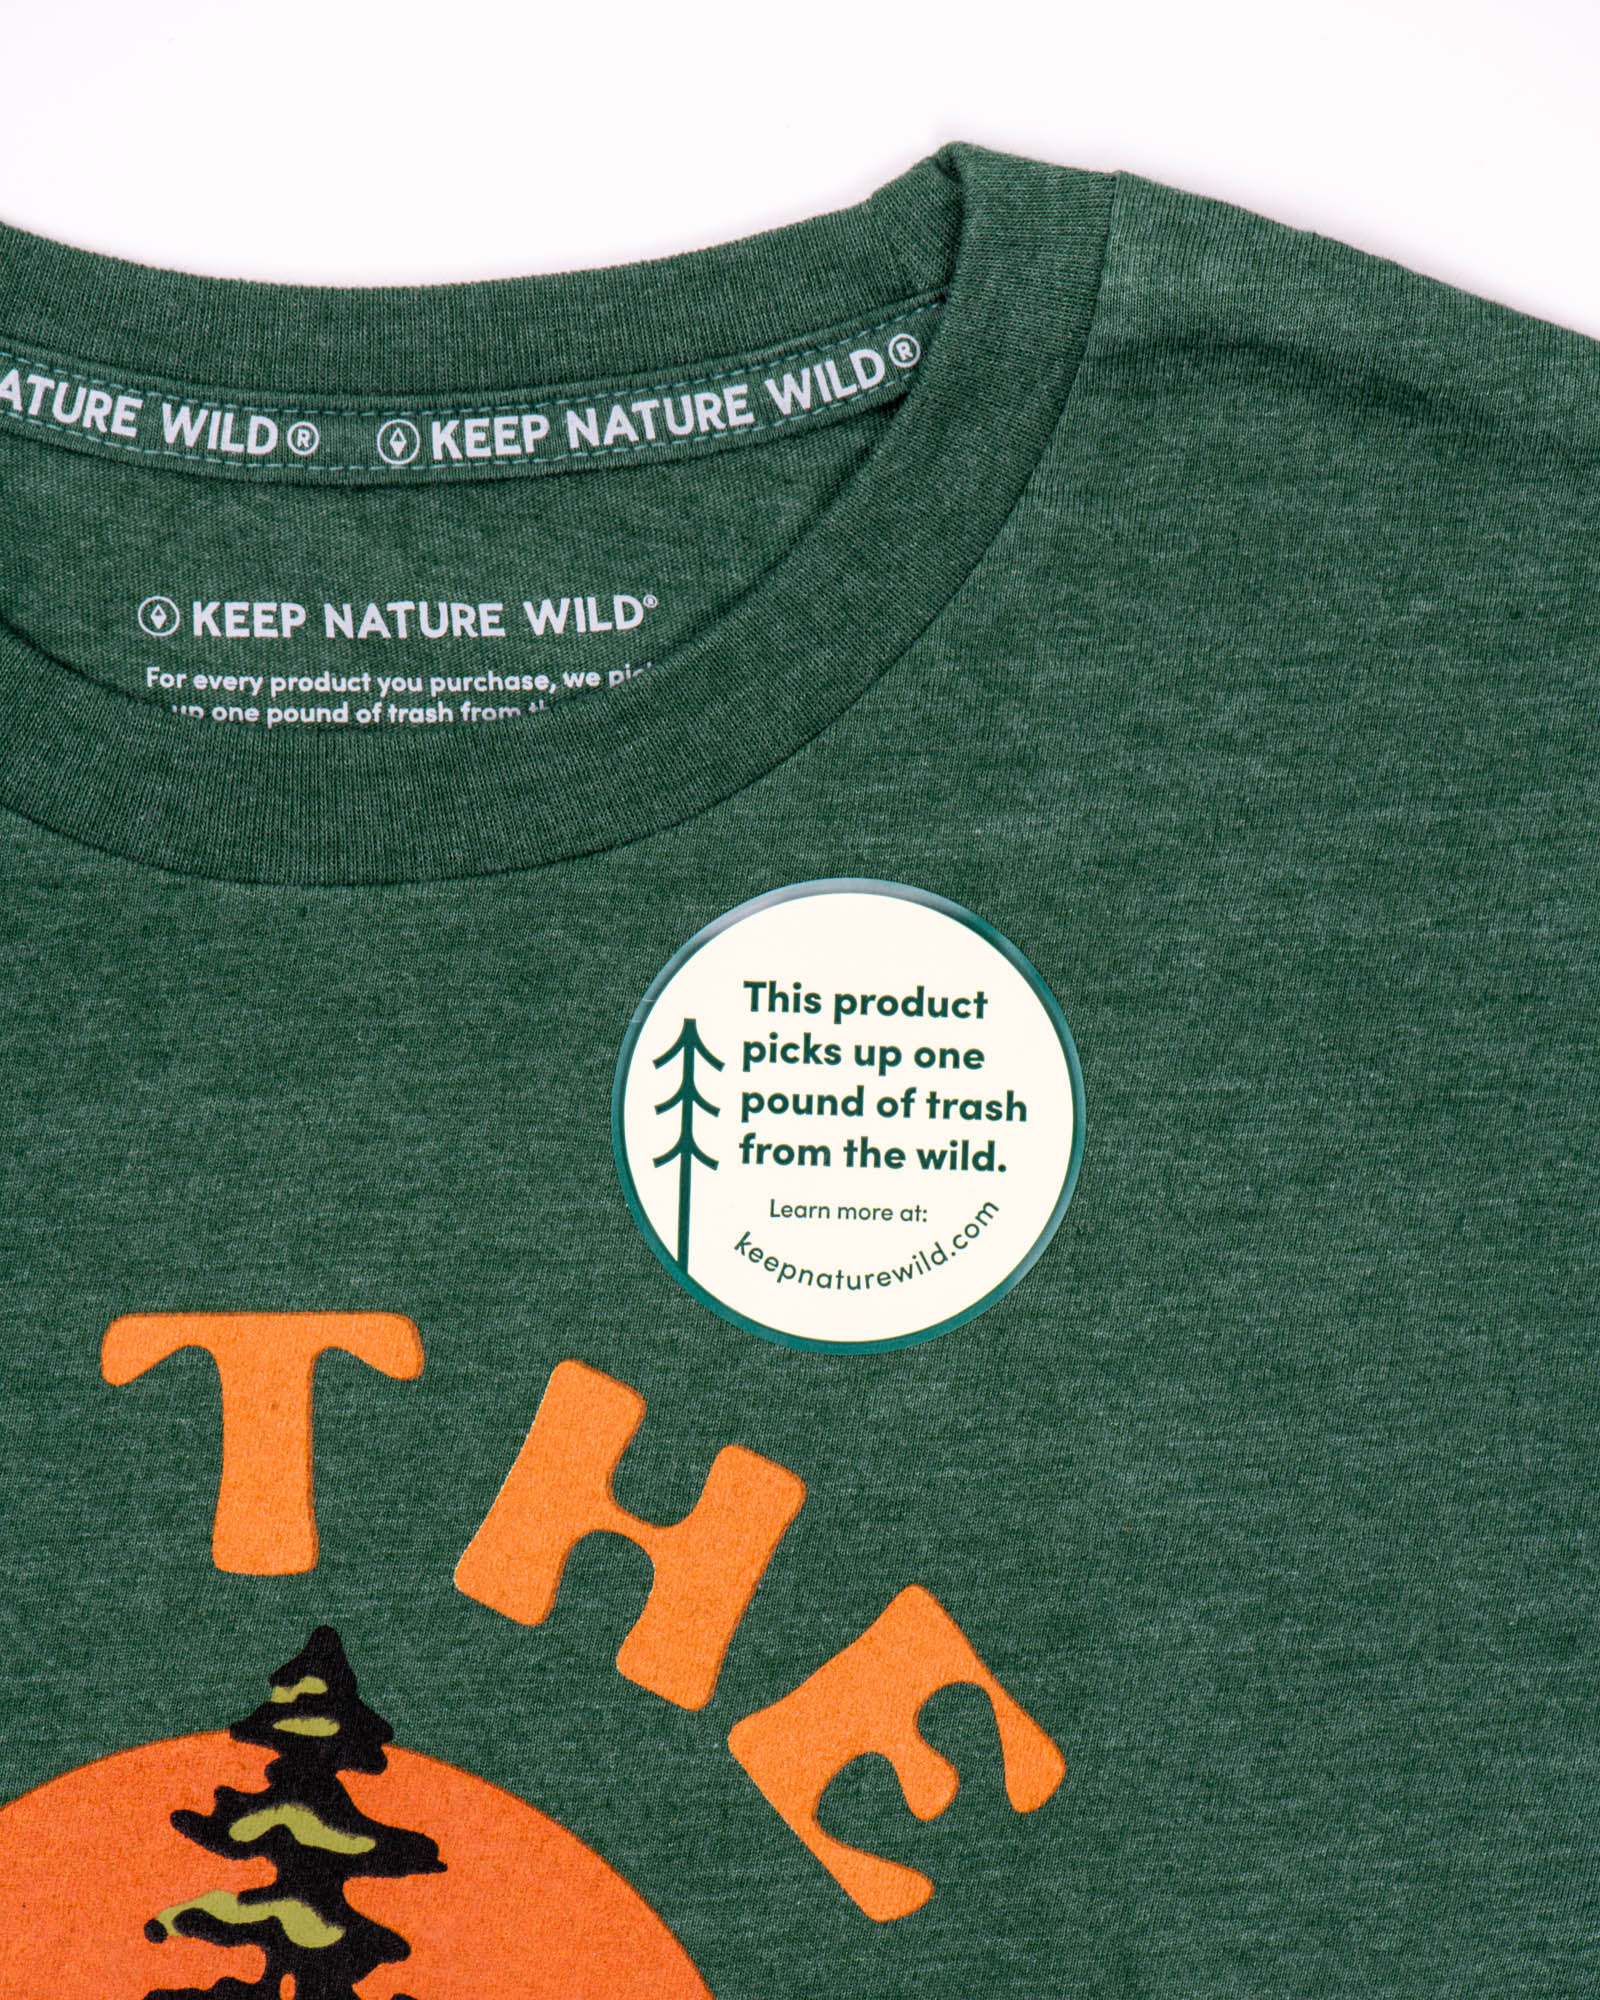 ATURE WILD® KEEP NATURE WILD®
KEEP NATURE WILD®
For every product you purchase, we
up one pound of trash from
This product
picks up one
pound of trash
from the wild.
Learn more at:
keepnaturewild.com
THE